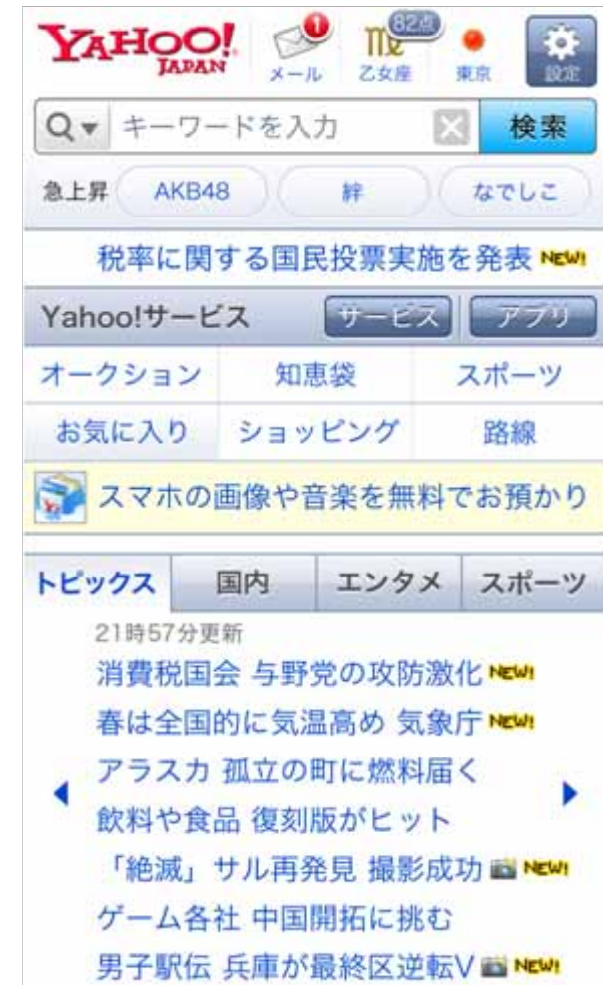 YAHOO!
JAPAN
1
82点
メール
乙女座
東京
設定
キーワードを入力
検索
急上昇 AKB48 絆 なでしこ
税率に関する国民投票実施を発表 NEW!
Yahoo!サービス サービス アプリ
オークション 知恵袋 スポーツ
お気に入り ショッピング 路線
スマホの画像や音楽を無料でお預かり
トピックス 国内 エンタメ スポーツ
21時57分更新
消費税国会 与野党の攻防激化 NEW!
春は全国的に気温高め 気象庁 NEW!
アラスカ 孤立の町に燃料届く
飲料や食品 復刻版がヒット
「絶滅」サル再発見 撮影成功 NEW!
ゲーム各社 中国開拓に挑む
男子駅伝 兵庫が最終区逆転V NEW!